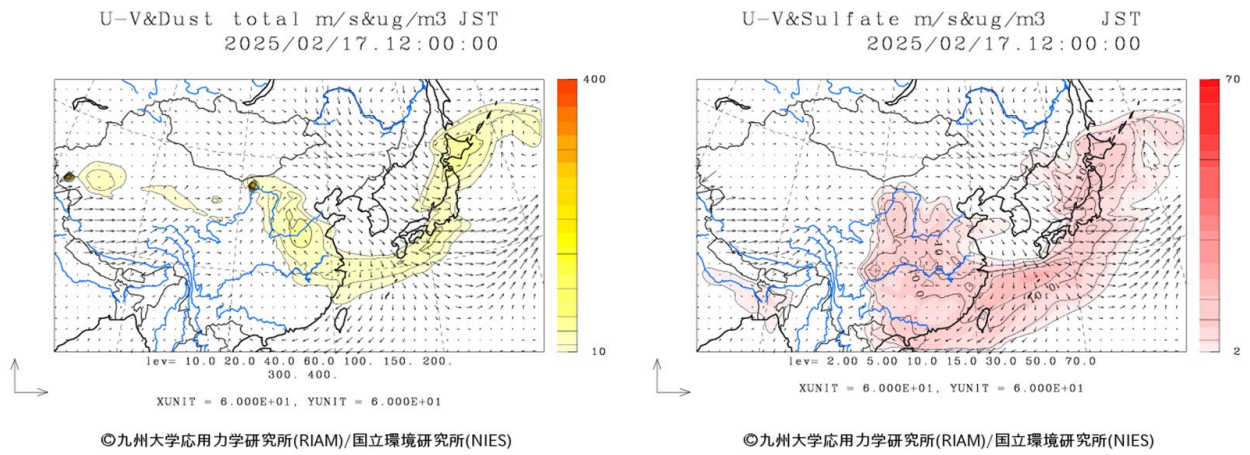 U-V&Dust total m/s&ug/m3 JST
2025/02/17.12:00:00
400
10
lev= 10.0 20.0 40.0 60.0 100. 150. 200.
300. 400.
XUNIT = 6.000E+01, YUNIT = 6.000E+01
©九州大学応用力学研究所(RIAM)/国立環境研究所(NIES)
U-V&Sulfate m/s&ug/m3 JST
2025/02/17.12:00:00
70
2
lev= 2.00 5.00 10.0 15.0 30.0 50.0 70.0
XUNIT = 6.000E+01, YUNIT = 6.000E+01
©九州大学応用力学研究所(RIAM)/国立環境研究所(NIES)